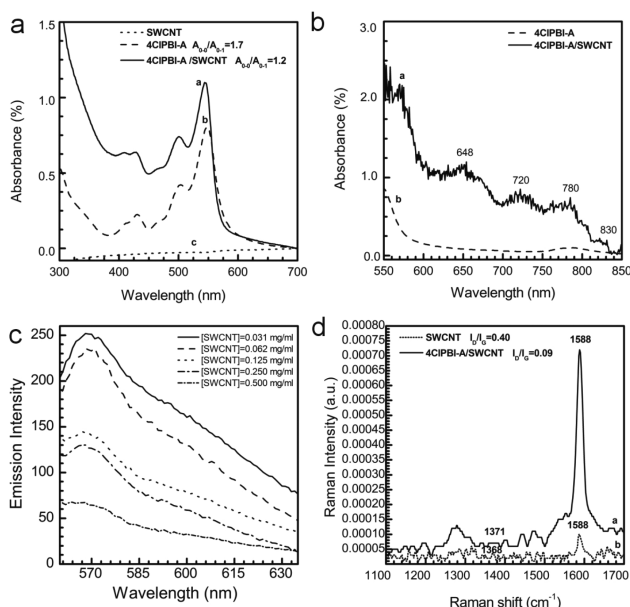 a
SWCNT
4ClPBI-A A0-0/A0-1=1.7
4ClPBI-A /SWCNT A0-0/A0-1=1.2
1.5
1.0
0.5
0.0
Absorbance (%)
a
b
c
300 400 500 600 700
Wavelength (nm)
b
4ClPBI-A
4ClPBI-A/SWCNT
3.0
2.0
1.0
0.0
Absorbance (%)
a
b
648
720
780
830
550 600 650 700 750 800 850
Wavelength (nm)
c
250
200
150
100
50
0
Emission Intensity
[SWCNT]=0.031 mg/ml
[SWCNT]=0.062 mg/ml
[SWCNT]=0.125 mg/ml
[SWCNT]=0.250 mg/ml
[SWCNT]=0.500 mg/ml
570 585 600 615 630
Wavelength (nm)
d
SWCNT ID/IG=0.40
4ClPBI-A/SWCNT ID/IG=0.09
0.00080
0.00075
0.00070
0.00065
0.00060
0.00055
0.00050
0.00045
0.00040
0.00035
0.00030
0.00025
0.00020
0.00015
0.00010
0.00005
Raman Intensity (a.u.)
1588
1588
1371
1368
a
b
1100 1200 1300 1400 1500 1600 1700
Raman shift (cm-1)